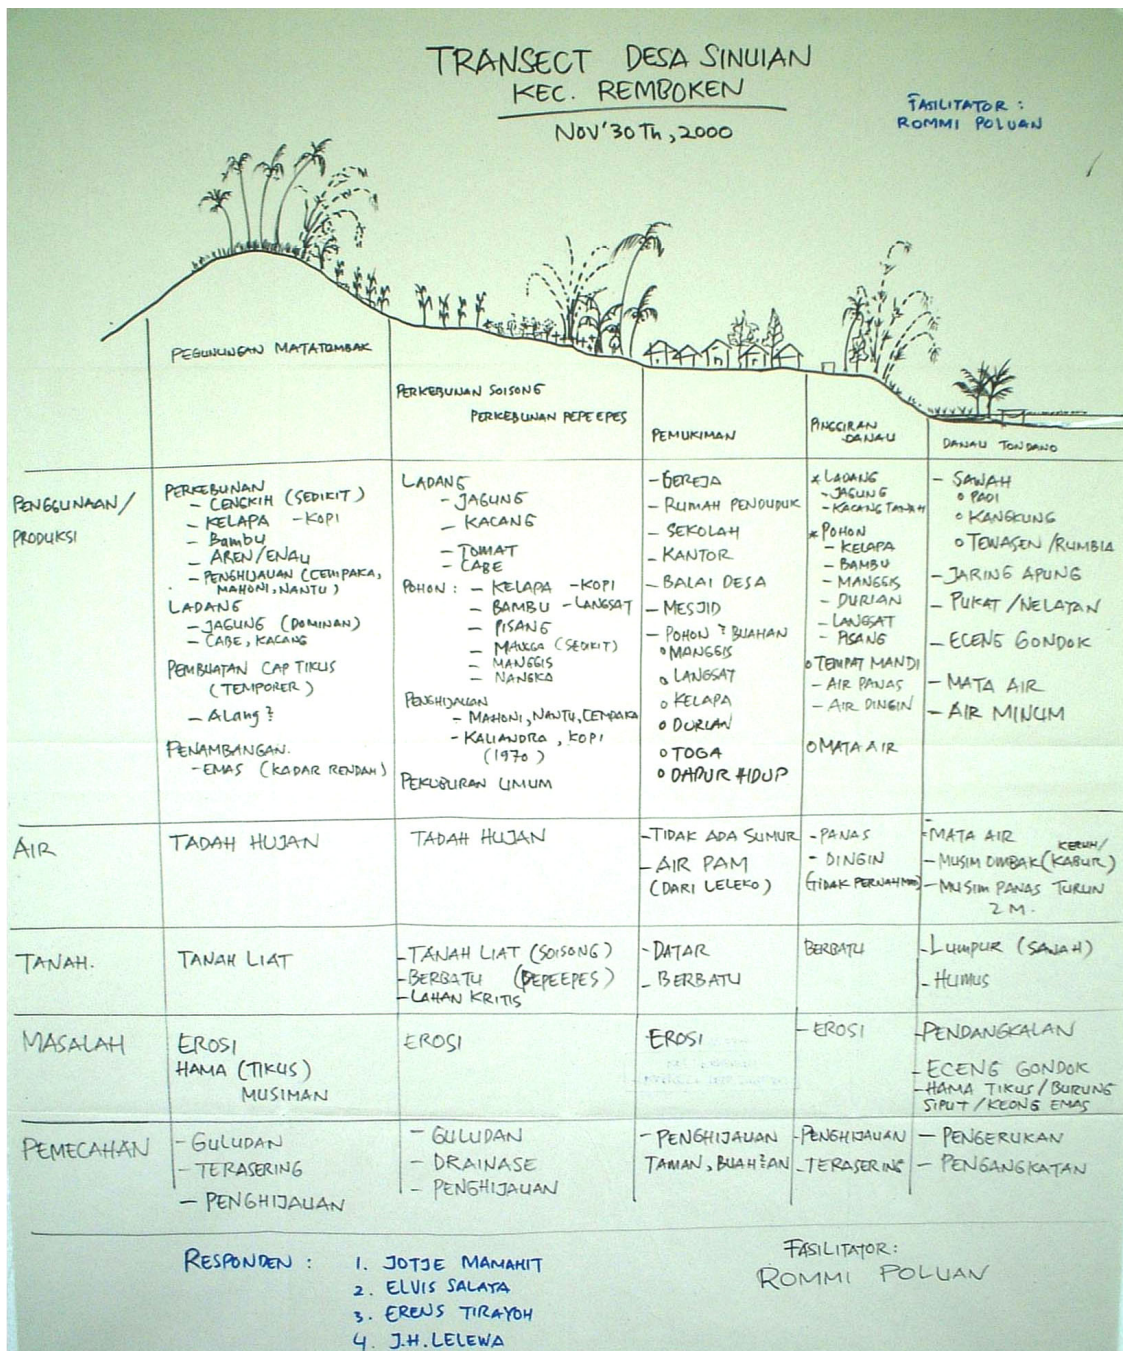 TRANSECT DESA SINUIAN
KEC. REMBOKEN
NOV'30Th, 2000
FASILITATOR :
ROMMI POLUAN
PEGUNUNGAN MATATOMBAK
PERKEBUNAN SOISONG
PERKEBUNAN PEPEEPES
PEMUKIMAN
PINGGIRAN
DANAU
DANAU TONDANO
PENGGUNAAN/
PRODUKSI
PERKEBUNAN
- CENGKIH (SEDIKIT)
- KELAPA - KOPI
- Bambu
- AREN/ENAU
- PENGHIJAUAN (CEMPAKA,
MAHONI, NANTU)
LADANG
- JAGUNG (DOMINAN)
- CABE, KACANG
PEMBUATAN CAP TIKUS
(TEMPORER)
- ALang²
PENAMBANGAN.
- EMAS (KADAR RENDAH)
LADANG
- JAGUNG
- KACANG
- TOMAT
- CABE
POHON : - KELAPA - KOPI
- BAMBU - LANGSAT
- PISANG
- MANGGA (SEDIKIT)
- MANGGIS
- NANGKA
PENGHIJAUAN
- MAHONI, NANTU, CEMPAKA
- KALIANDRA, KOPI
(1970)
PEKUBURAN UMUM
- GEREJA
- RUMAH PENDUDUK
- SEKOLAH
- KANTOR
- BALAI DESA
- MESJID
- POHON² BUAHAN
o MANGGIS
o LANGSAT
o KELAPA
o DURIAN
o TOGA
o DAPUR HIDUP
* LADANG
- JAGUNG
- KACANG TANAH
* POHON
- KELAPA
- BAMBU
- MANGGIS
- DURIAN
- LANGSAT
- PISANG
o TEMPAT MANDI
- AIR PANAS
- AIR DINGIN
o MATA AIR
- SAWAH
o PADI
o KANGKUNG
o TEWASEN/RUMBIA
- JARING APUNG
- PUKAT/NELAYAN
- ECENG GONDOK
- MATA AIR
- AIR MINUM
AIR
TADAH HUJAN
TADAH HUJAN
- TIDAK ADA SUMUR
- AIR PAM
(DARI LELEKO)
- PANAS
- DINGIN
(TIDAK PERNAH
- MATA AIR
KERUH/
- MUSIM OMBAK (KABUR)
- MUSIM PANAS TURUN
2 M.
TANAH.
TANAH LIAT
- TANAH LIAT (SOISONG)
- BERBATU (PEPEEPES)
- LAHAN KRITIS
- DATAR
- BERBATU
BERBATU
- LUMPUR (SAWAH)
- HUMUS
MASALAH
EROSI
HAMA (TIKUS)
MUSIMAN
EROSI
EROSI
- EROSI
- PENDANGKALAN
- ECENG GONDOK
- HAMA TIKUS/BURUNG
SIPUT/KEONG EMAS
PEMECAHAN
- GULUDAN
- TERASERING
- PENGHIJAUAN
- GULUDAN
- DRAINASE
- PENGHIJAUAN
- PENGHIJAUAN
TAMAN, BUAH²AN
- PENGHIJAUAN
- TERASERING
- PENGERUKAN
- PENGANGKATAN
RESPONDEN : 1. JOTJE MAMAHIT
2. ELVIS SALAYA
3. ERENS TIRAYOH
4. J.H. LELEWA
FASILITATOR:
ROMMI POLUAN